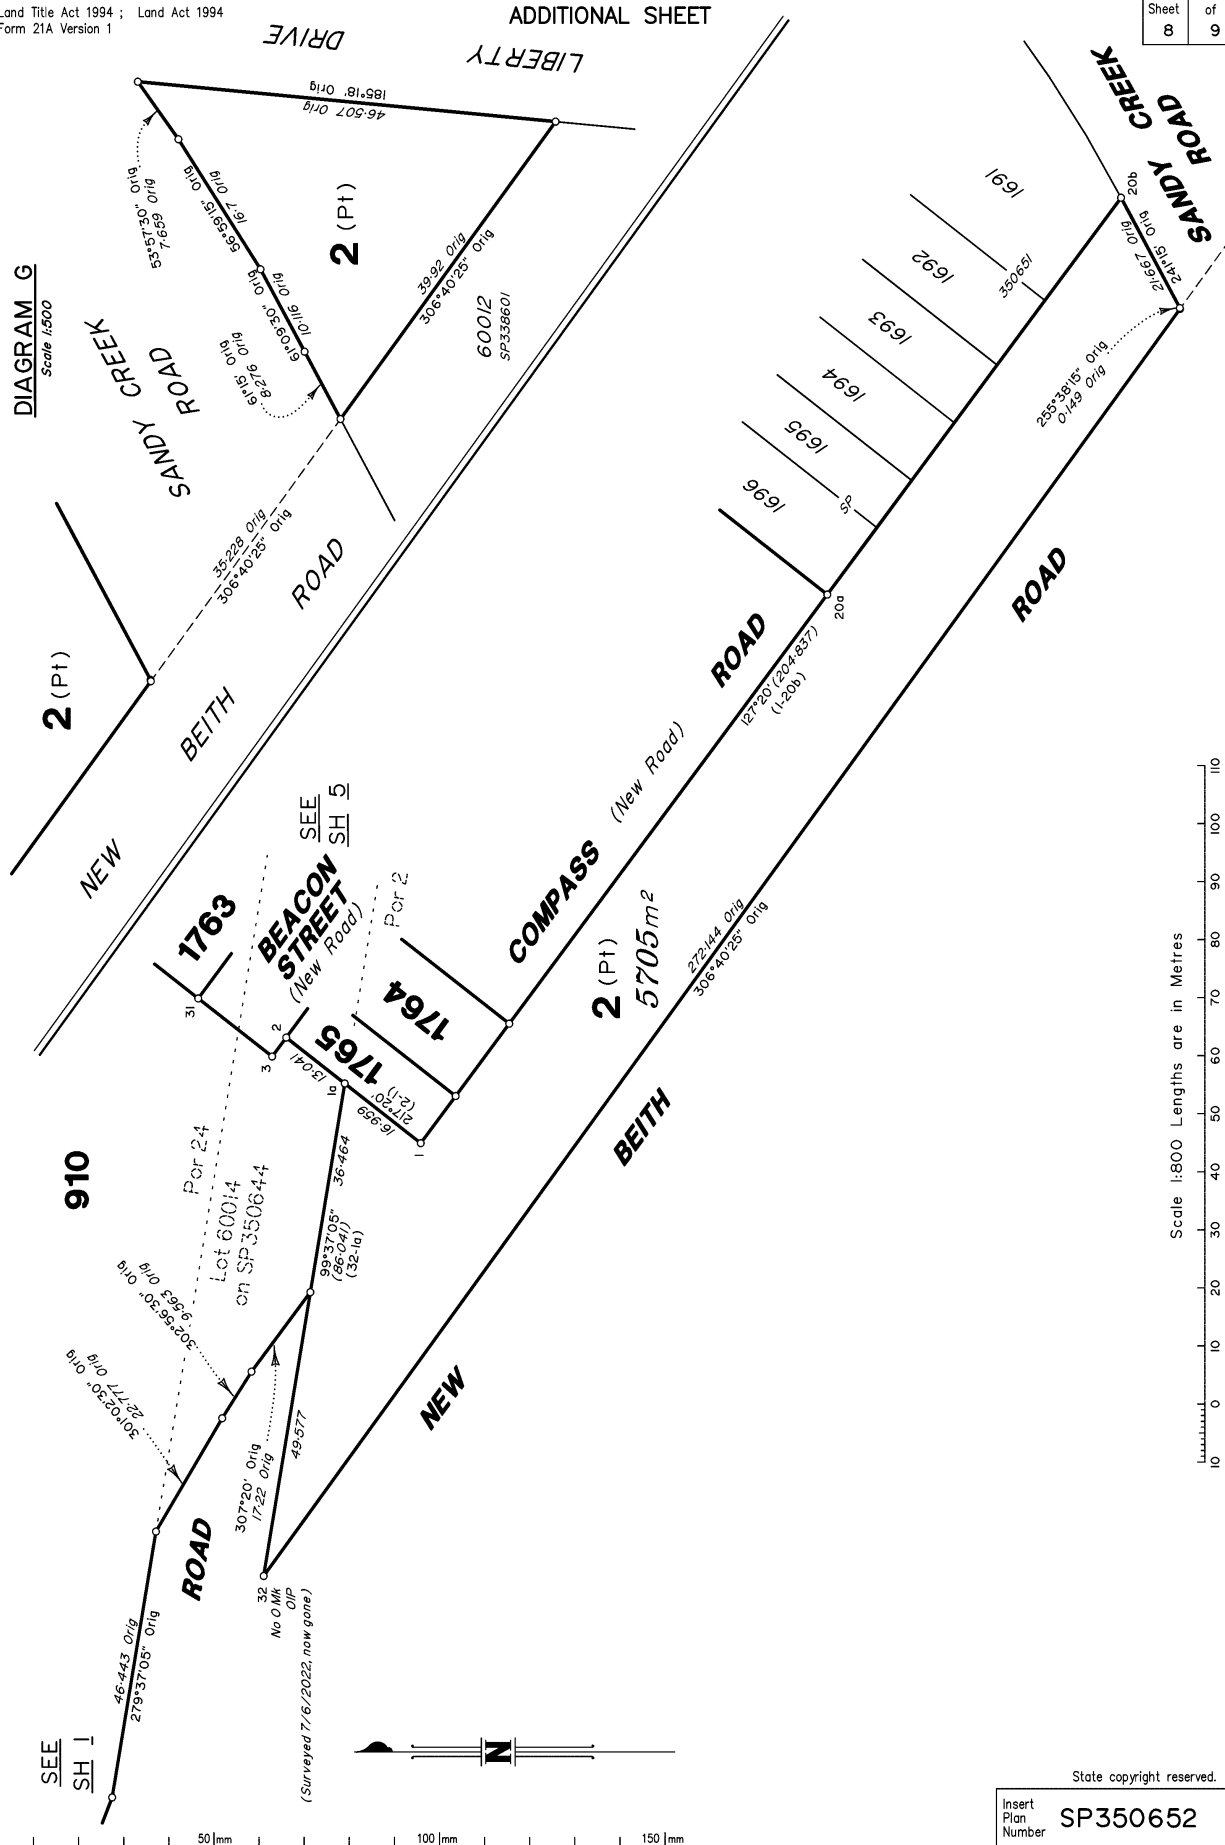 Land Title Act 1994 ; Land Act 1994
Form 21A Version 1
ADDITIONAL SHEET
Sheet of
8 9
DIAGRAM G
Scale 1:500
LIBERTY
DRIVE
185°18' Orig
46·507 Orig
53°57'30" Orig
7·659 Orig
56°59'15" Orig
16·7 Orig
61°09'30" Orig
10·116 Orig
61°15' Orig
8·276 Orig
2 (Pt)
39·92 Orig
306°40'25" Orig
60012
SP338601
SANDY CREEK
ROAD
35·228 Orig
306°40'25" Orig
2 (Pt)
NEW BEITH ROAD
SANDY CREEK
ROAD
20b
241°15' Orig
21·667 Orig
255°38'15" Orig
0·149 Orig
1691
1692
1693
1694
1695
1696
SP 350651
20a
127°20' (204·837)
(1-20b)
COMPASS ROAD
(New Road)
2 (Pt)
5705m²
272·144 Orig
306°40'25" Orig
NEW BEITH ROAD
SEE
SH 5
1763
BEACON
STREET
(New Road)
Por 2
1764
1765
31
3
2
13·041
1a
16·959
217°20'
(2-1)
1
910
Por 24
Lot 60014
on SP350644
36·464
99°37'05"
(86·041)
(32-1a)
302°56'30" Orig
9·563 Orig
301°02'30" Orig
22·777 Orig
307°20' Orig
17·22 Orig
49·577
ROAD
32
No O Mk
OIP
(Surveyed 7/6/2022, now gone)
46·443 Orig
279°37'05" Orig
SEE
SH 1
N
Scale 1:800 Lengths are in Metres
10 0 10 20 30 40 50 60 70 80 90 100 110
State copyright reserved.
Insert
Plan
Number
SP350652
50mm 100mm 150mm